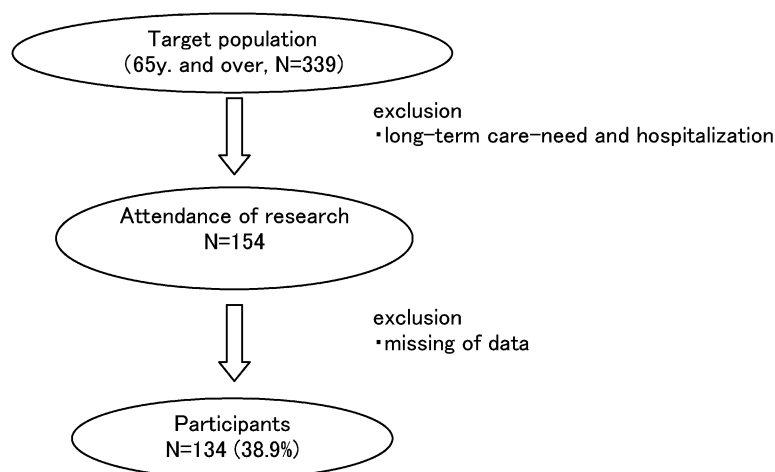 Target population
(65y. and over, N=339)
exclusion
・long-term care-need and hospitalization
Attendance of research
N=154
exclusion
・missing of data
Participants
N=134 (38.9%)